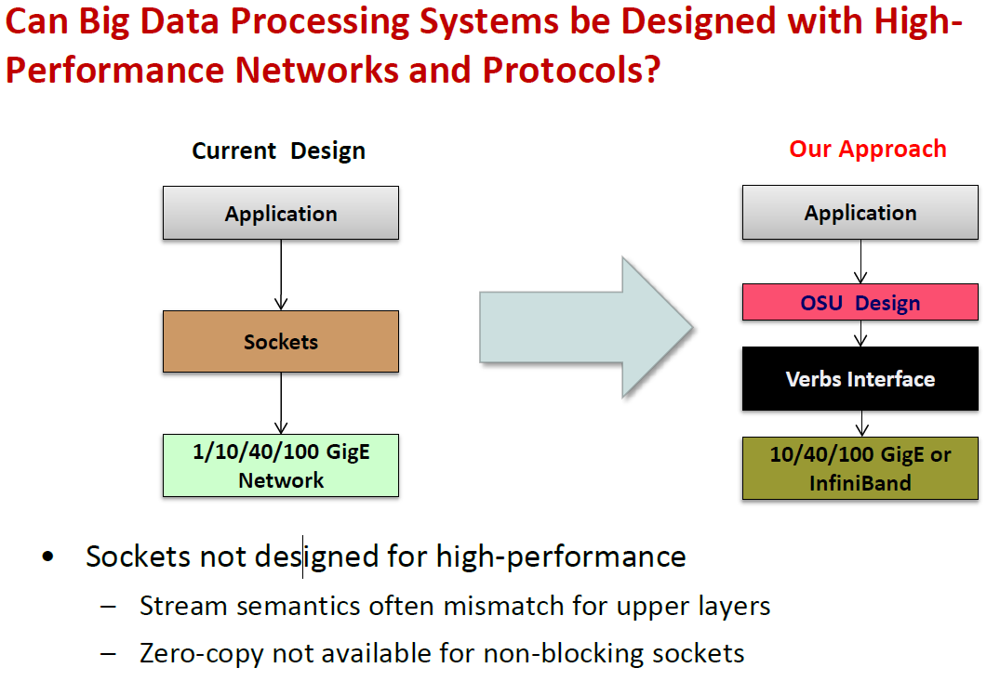 Can Big Data Processing Systems be Designed with High-
Performance Networks and Protocols?
Current Design
Application
Sockets
1/10/40/100 GigE
Network
Our Approach
Application
OSU Design
Verbs Interface
10/40/100 GigE or
InfiniBand
• Sockets not designed for high-performance
– Stream semantics often mismatch for upper layers
– Zero-copy not available for non-blocking sockets